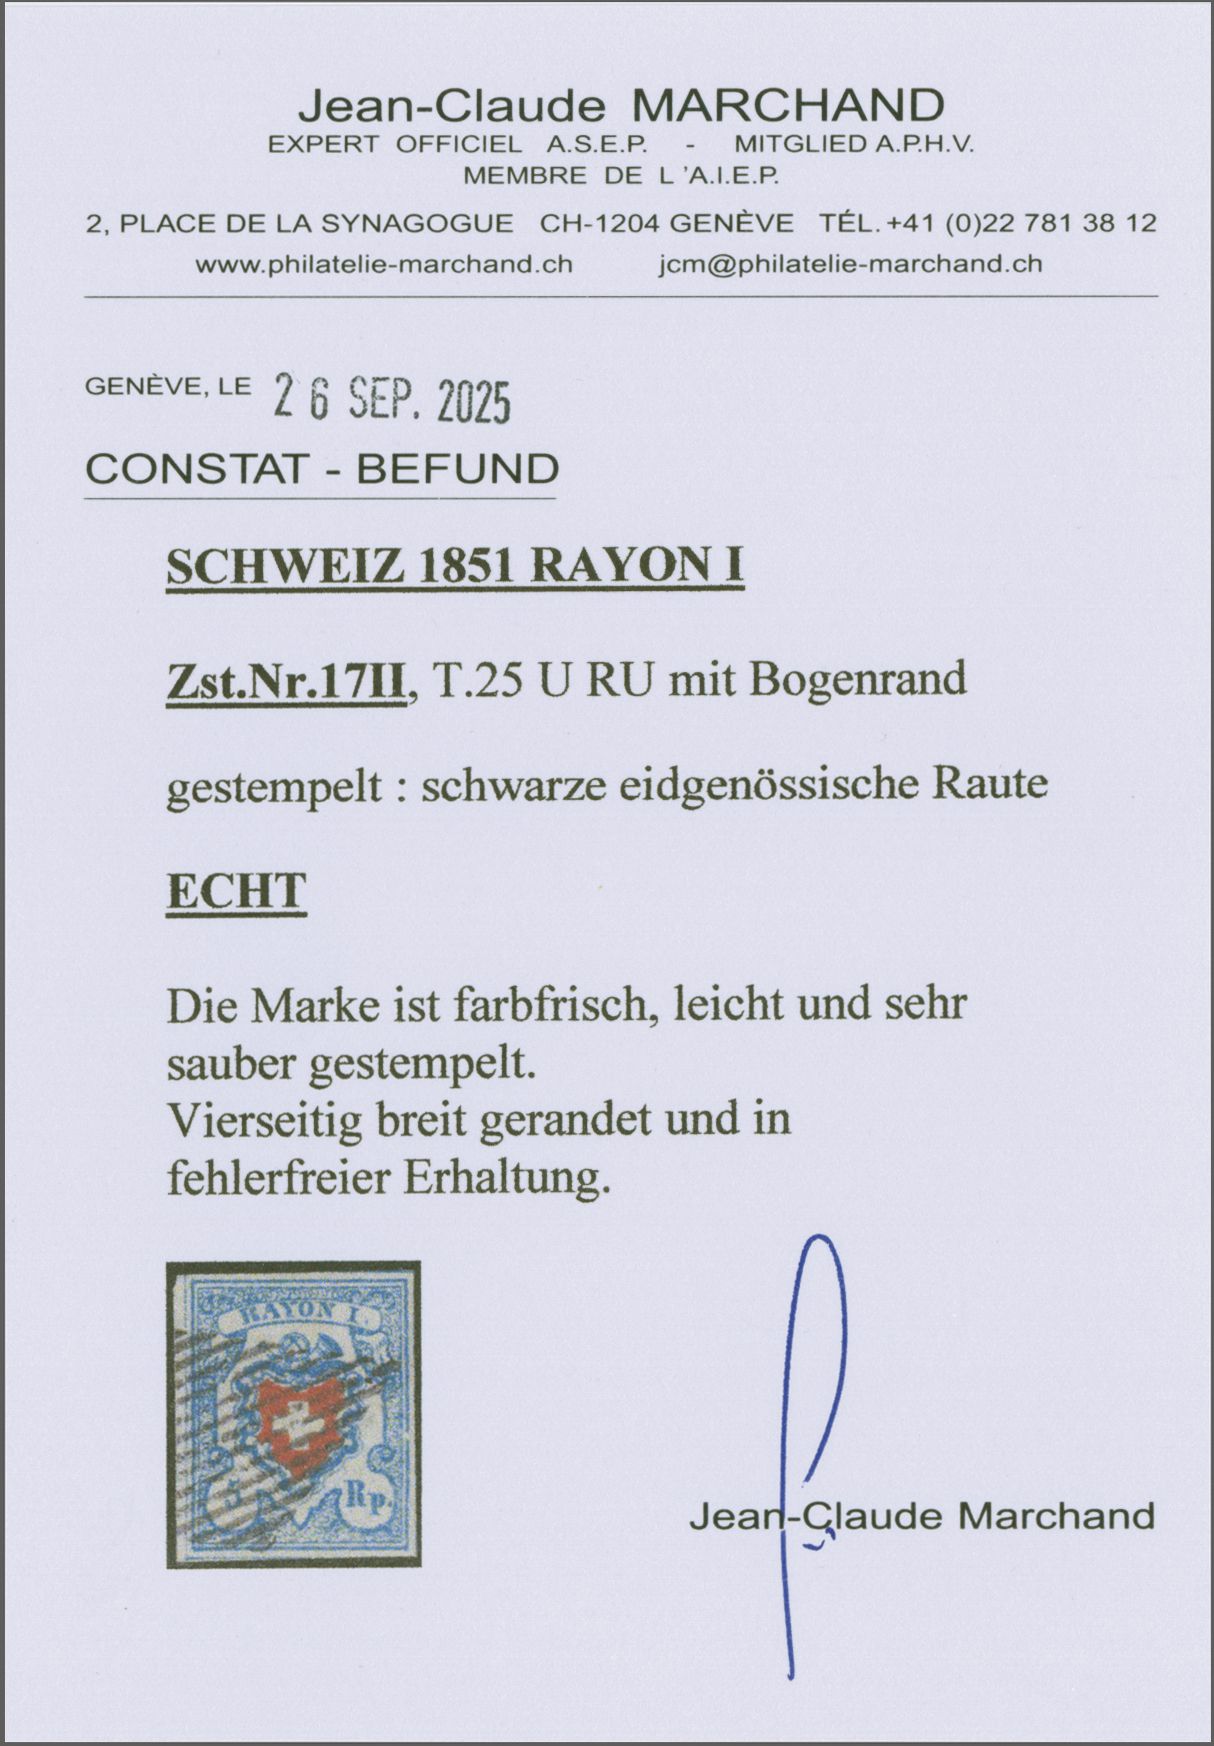 Jean-Claude MARCHAND
EXPERT OFFICIEL A.S.E.P. - MITGLIED A.P.H.V.
MEMBRE DE L 'A.I.E.P.
2, PLACE DE LA SYNAGOGUE CH-1204 GENÈVE TÉL. +41 (0)22 781 38 12
www.philatelie-marchand.ch jcm@philatelie-marchand.ch
GENÈVE, LE 26 SEP. 2025
CONSTAT - BEFUND
SCHWEIZ 1851 RAYON I
Zst.Nr.17II, T.25 U RU mit Bogenrand
gestempelt : schwarze eidgenössische Raute
ECHT
Die Marke ist farbfrisch, leicht und sehr
sauber gestempelt.
Vierseitig breit gerandet und in
fehlerfreier Erhaltung.
RAYON I.
5 Rp.
Jean-Claude Marchand